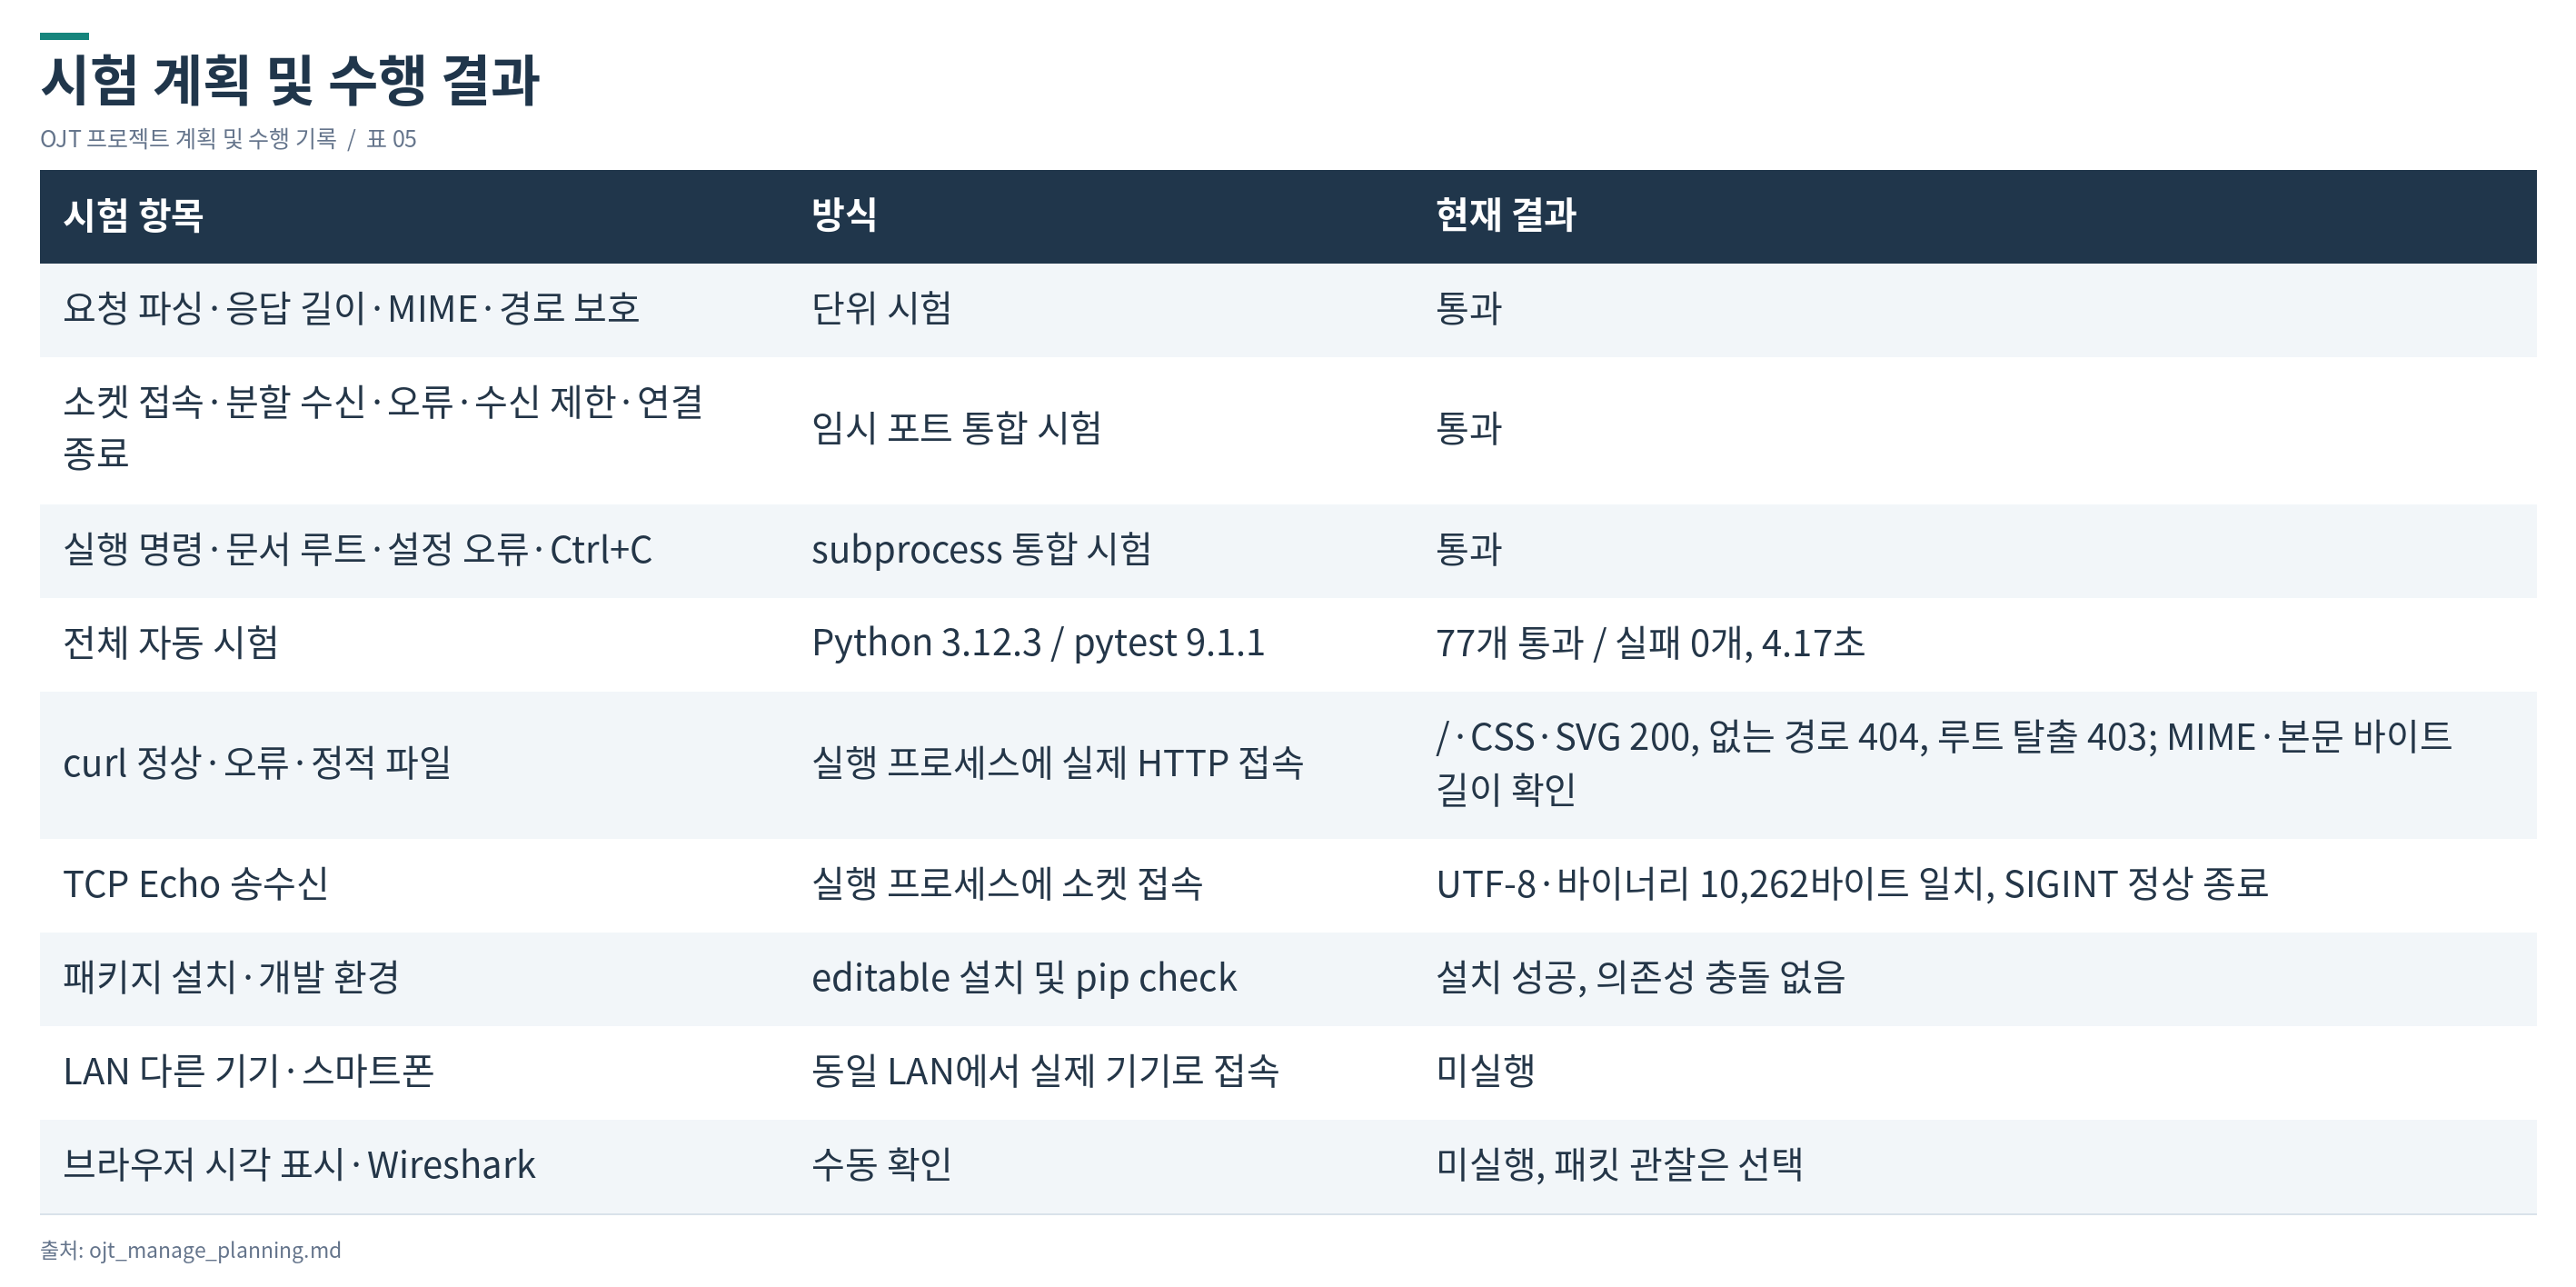 시험 계획 및 수행 결과
OJT 프로젝트 계획 및 수행 기록 / 표 05
시험 항목 방식 현재 결과
요청 파싱·응답 길이·MIME·경로 보호 단위 시험 통과
소켓 접속·분할 수신·오류·수신 제한·연결
종료 임시 포트 통합 시험 통과
실행 명령·문서 루트·설정 오류·Ctrl+C subprocess 통합 시험 통과
전체 자동 시험 Python 3.12.3 / pytest 9.1.1 77개 통과 / 실패 0개, 4.17초
curl 정상·오류·정적 파일 실행 프로세스에 실제 HTTP 접속 /·CSS·SVG 200, 없는 경로 404, 루트 탈출 403; MIME·본문 바이트
길이 확인
TCP Echo 송수신 실행 프로세스에 소켓 접속 UTF-8·바이너리 10,262바이트 일치, SIGINT 정상 종료
패키지 설치·개발 환경 editable 설치 및 pip check 설치 성공, 의존성 충돌 없음
LAN 다른 기기·스마트폰 동일 LAN에서 실제 기기로 접속 미실행
브라우저 시각 표시·Wireshark 수동 확인 미실행, 패킷 관찰은 선택
출처: ojt_manage_planning.md